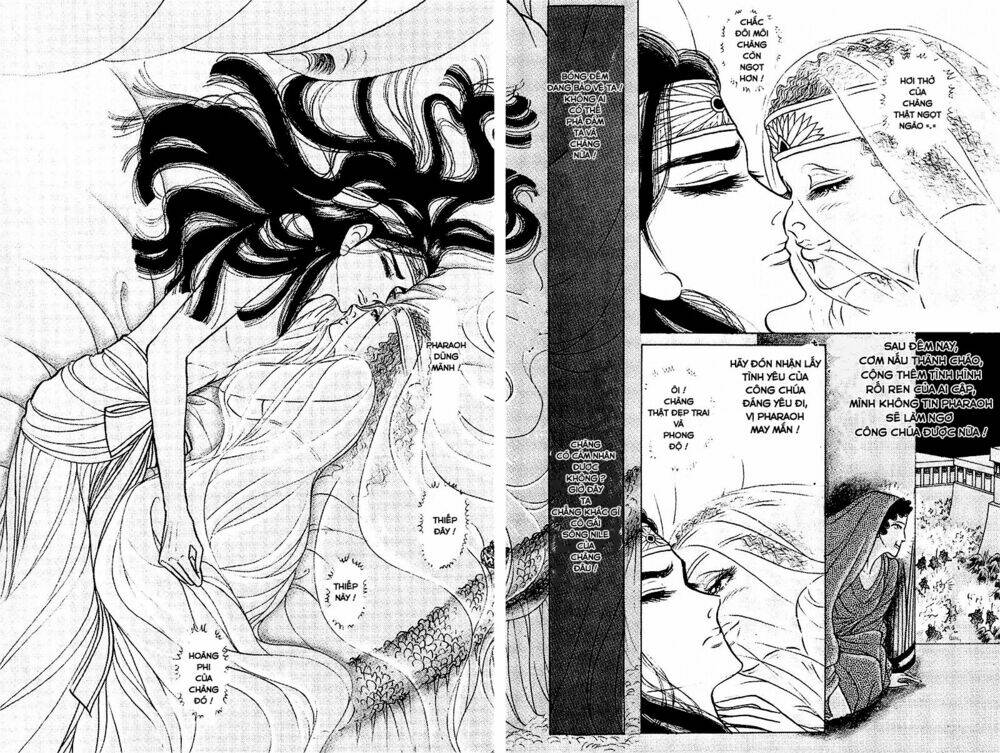 CHẮC
ĐÔI MÔI
CHÀNG
CÒN
NGỌT
HƠN !
HƠI THỞ
CỦA
CHÀNG
THẬT NGỌT
NGÀO *.*
BÓNG ĐÊM
ĐANG BẢO VỆ TA !
KHÔNG AI
CÓ THỂ
PHÁ ĐÁM
TA VÀ
CHÀNG
NỮA !
SAU ĐÊM NAY,
CƠM NẤU THÀNH CHÁO,
CỘNG THÊM TÌNH HÌNH
RỐI REN CỦA AI CẬP,
MÌNH KHÔNG TIN PHARAOH
SẼ LÀM NGƠ
CÔNG CHÚA ĐƯỢC NỮA !
HÃY ĐÓN NHẬN LẤY
TÌNH YÊU CỦA
CÔNG CHÚA
ĐÁNG YÊU ĐI,
VỊ PHARAOH
MAY MẮN !
ÔI !
CHÀNG
THẬT ĐẸP TRAI
VÀ
PHONG
ĐỘ !
CHÀNG
CÓ CẢM NHẬN
ĐƯỢC
KHÔNG ?
GIỜ ĐÂY
TA
CHẲNG KHÁC GÌ
CÔ GÁI
SÔNG NILE
CỦA
CHÀNG
ĐÂU !
PHARAOH
DŨNG
MÃNH !
THIẾP
ĐÂY !
THIẾP
NÀY !
HOÀNG
PHI
CỦA
CHÀNG
ĐÓ !